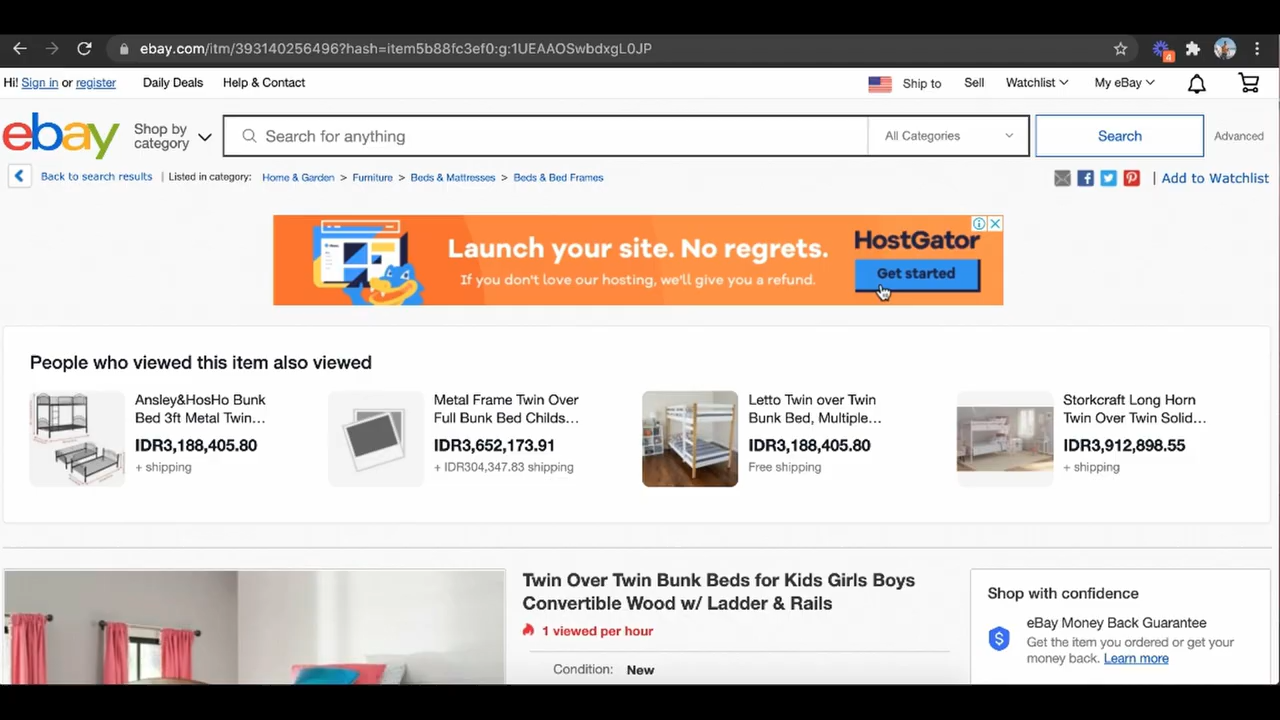 ebay.com/itm/393140256496?hash=item5b88fc3ef0:g:1UEAAOSwbdxgL0JP
4
Hi! Sign in or register Daily Deals Help & Contact Ship to Sell Watchlist My eBay
ebay Shop by category Search for anything All Categories Search Advanced
Back to search results | Listed in category: Home & Garden > Furniture > Beds & Mattresses > Beds & Bed Frames | Add to Watchlist
Launch your site. No regrets.
If you don't love our hosting, we'll give you a refund.
HostGator
Get started
People who viewed this item also viewed
Ansley&HosHo Bunk
Bed 3ft Metal Twin...
IDR3,188,405.80
+ shipping
Metal Frame Twin Over
Full Bunk Bed Childs...
IDR3,652,173.91
+ IDR304,347.83 shipping
Letto Twin over Twin
Bunk Bed, Multiple...
IDR3,188,405.80
Free shipping
Storkcraft Long Horn
Twin Over Twin Solid...
IDR3,912,898.55
+ shipping
Twin Over Twin Bunk Beds for Kids Girls Boys
Convertible Wood w/ Ladder & Rails
1 viewed per hour
Condition: New
Shop with confidence
eBay Money Back Guarantee
Get the item you ordered or get your
money back. Learn more